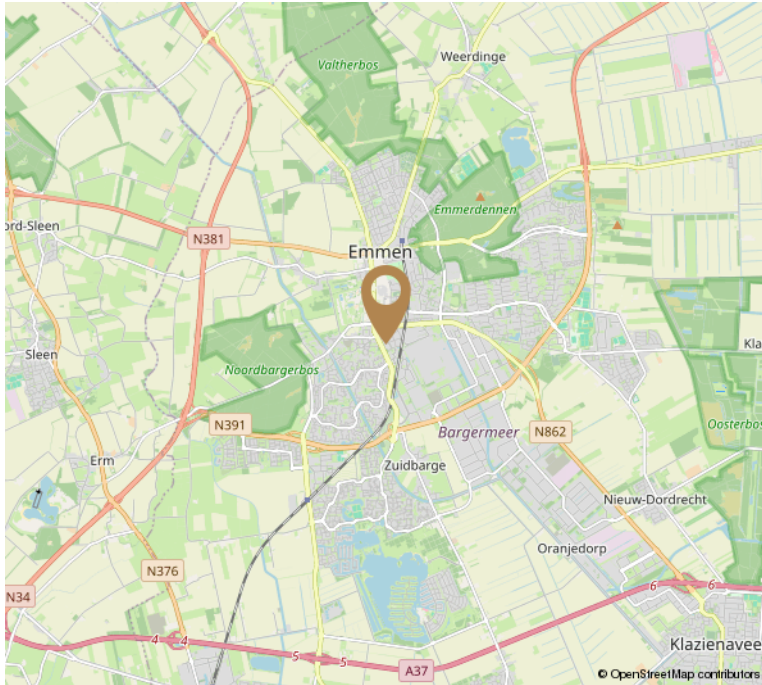 Weerdinge
Valtherbos
Emmerdennen
ord-Sleen
N381
Emmen
Sleen
Kla
Noordbargerbos
N391
Bargermeer
N862
Oosterbos
Erm
Zuidbarge
Nieuw-Dordrecht
Oranjedorp
N376
6
6
N34
4
4
5
5
A37
Klazienavee
© OpenStreetMap contributors